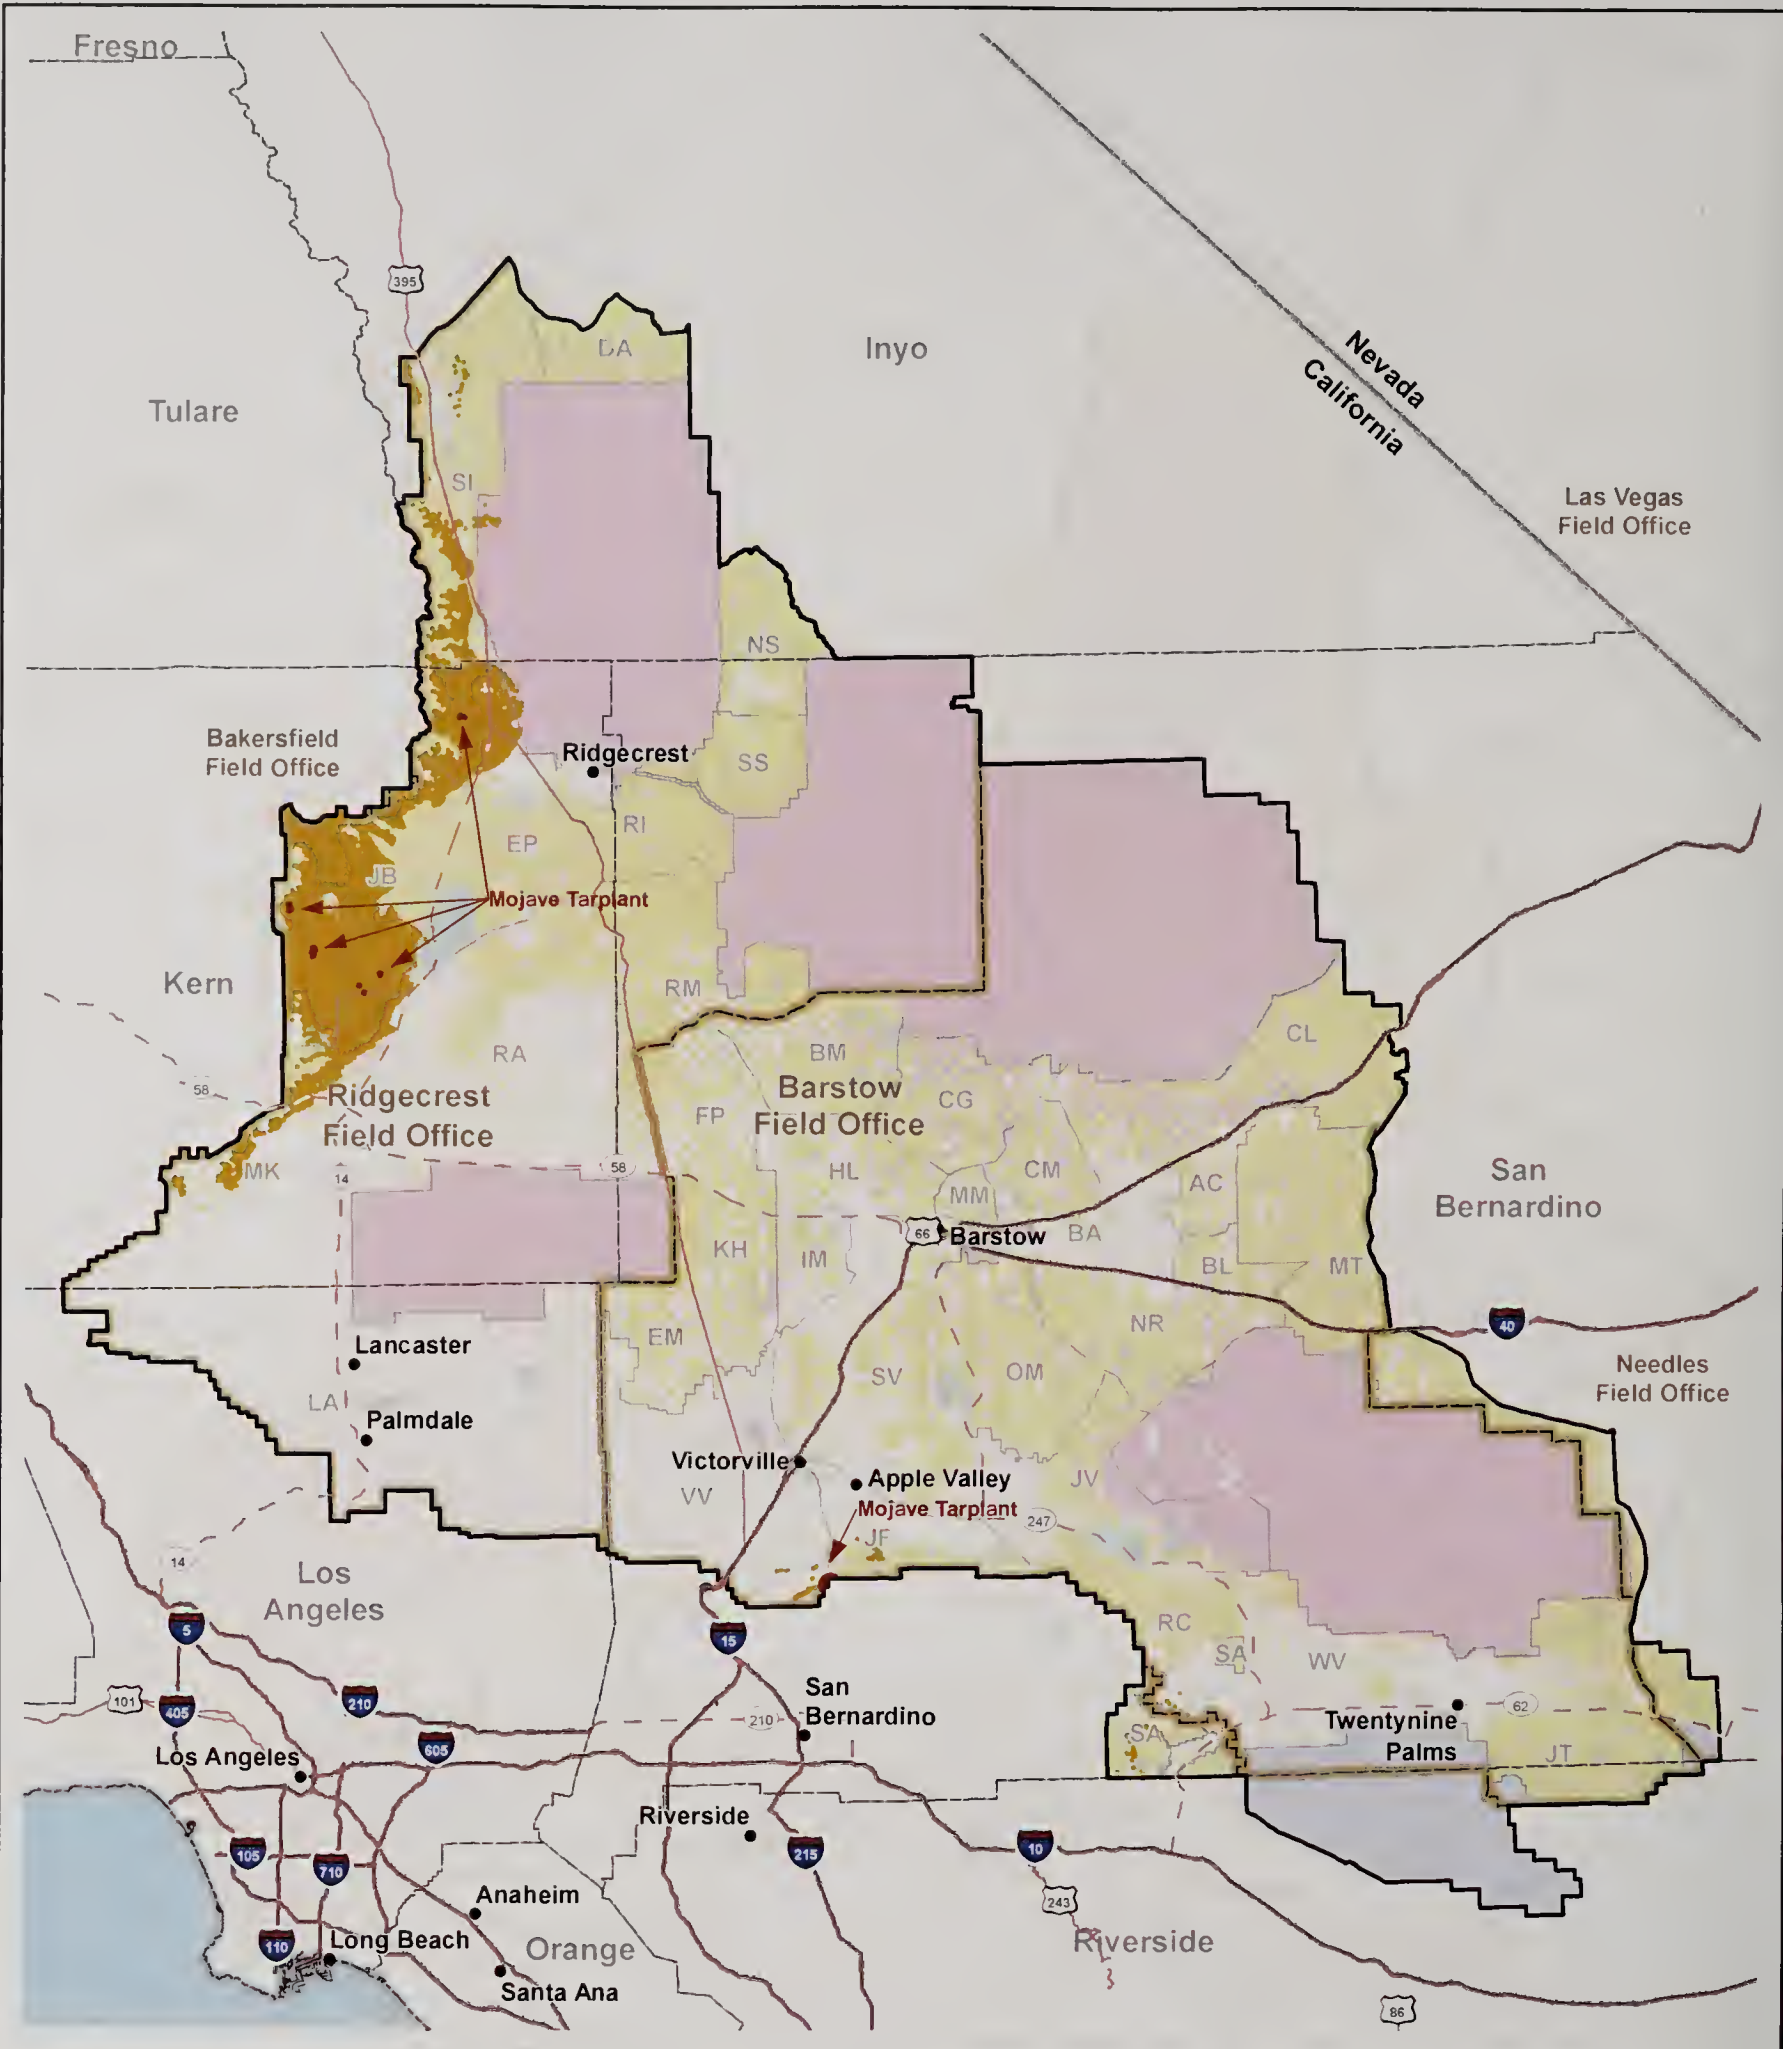 Fresno
395
Inyo
DA
Nevada
California
Tulare
SI
Las Vegas
Field Office
NS
Bakersfield
Field Office
Ridgecrest
SS
RI
EP
JB
Mojave Tarplant
Kern
RM
CL
RA
BM
58
Ridgecrest
Field Office
Barstow
Field Office
FP
CG
MK
14
58
HL
CM
MM
AC
San
Bernardino
66
Barstow
BA
KH
IM
BL
MT
EM
NR
40
Lancaster
SV
OM
Needles
Field Office
LA
Palmdale
Victorville
Apple Valley
JV
VV
Mojave Tarplant
247
JF
14
Los
Angeles
5
15
RC
SA
WV
101
405
210
210
San
Bernardino
62
Twentynine
Palms
605
Los Angeles
SA
JT
Riverside
105
710
215
10
Anaheim
243
110
Long Beach
Orange
Riverside
Santa Ana
86